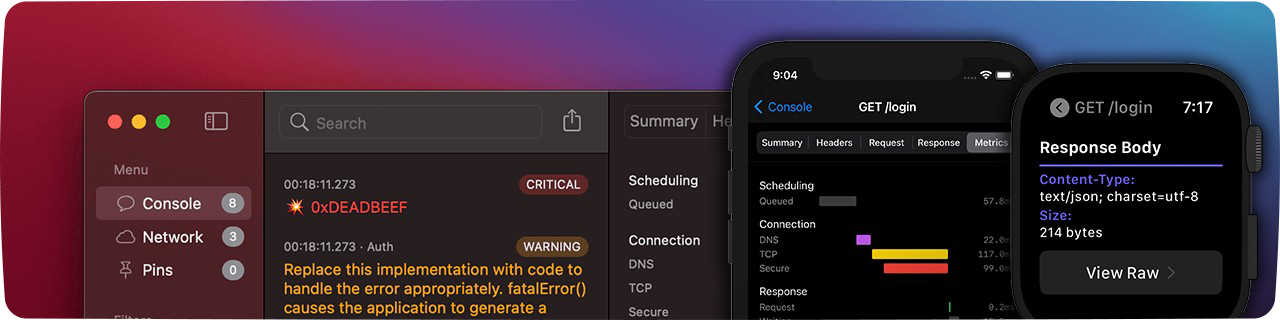 Search
Summary
Menu
Console
8
Network
3
Pins
0
00:18:11.273
CRITICAL
💥 0xDEADBEEF
00:18:11.273 · Auth
WARNING
Replace this implementation with code to
handle the error appropriately. fatalError()
causes the application to generate a
Scheduling
Queued
Connection
DNS
TCP
Secure
9:04
Console
GET /login
Summary
Headers
Request
Response
Metrics
Scheduling
Queued
57.8m
Connection
DNS
22.0m
TCP
117.0m
Secure
99.0m
Response
Request
0.2m
GET /login
7:17
Response Body
Content-Type:
text/json; charset=utf-8
Size:
214 bytes
View Raw